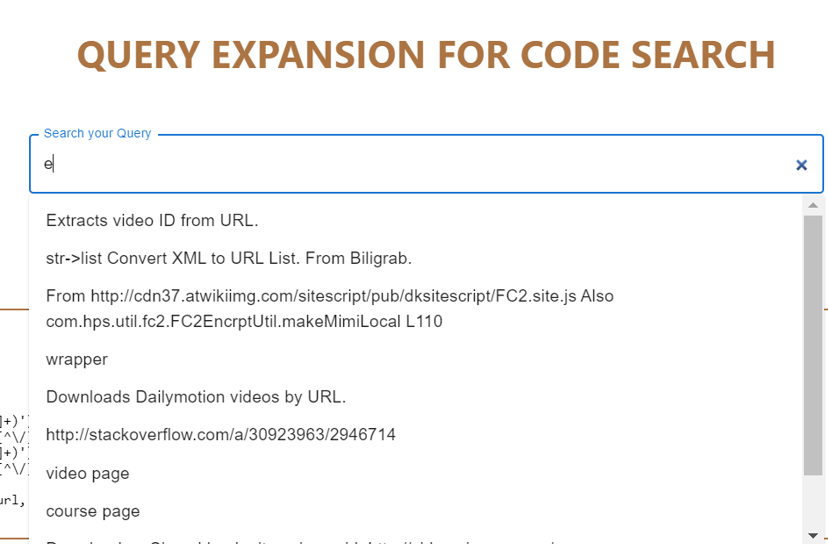 QUERY EXPANSION FOR CODE SEARCH
Search your Query
e
Extracts video ID from URL.
str->list Convert XML to URL List. From Biligrab.
From http://cdn37.atwikiimg.com/sitescript/pub/dksitescript/FC2.site.js Also
com.hps.util.fc2.FC2EncrptUtil.makeMimiLocal L110
wrapper
Downloads Dailymotion videos by URL.
]+)'
http://stackoverflow.com/a/30923963/2946714
[^\/]
]+)'
[^\/]
video page
url,
course page